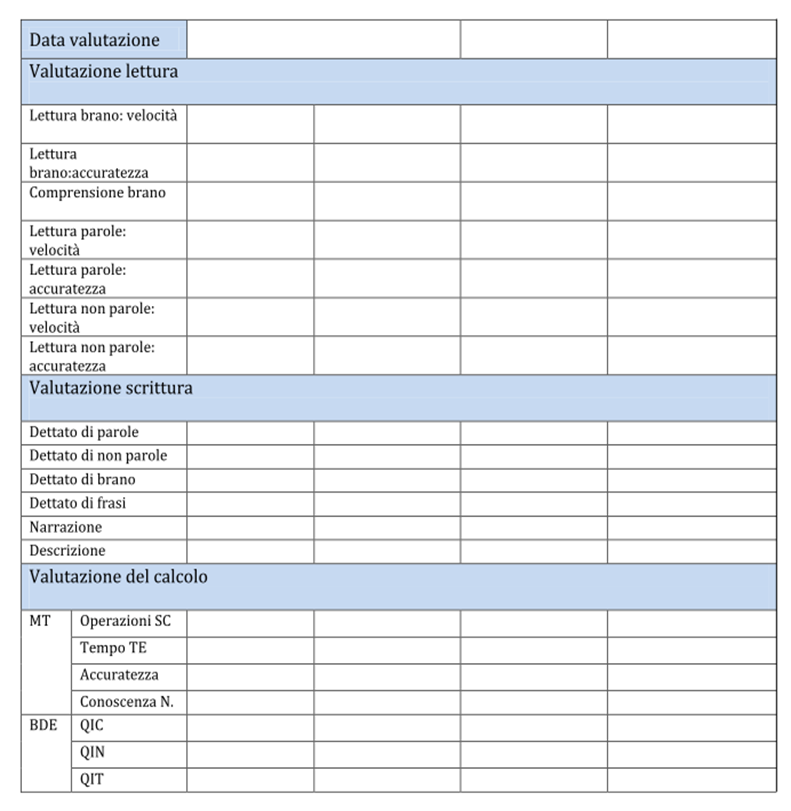 Data valutazione
Valutazione lettura
Lettura brano: velocità
Lettura
brano:accuratezza
Comprensione brano
Lettura parole:
velocità
Lettura parole:
accuratezza
Lettura non parole:
velocità
Lettura non parole:
accuratezza
Valutazione scrittura
Dettato di parole
Dettato di non parole
Dettato di brano
Dettato di frasi
Narrazione
Descrizione
Valutazione del calcolo
MT Operazioni SC
Tempo TE
Accuratezza
Conoscenza N.
BDE QIC
QIN
QIT